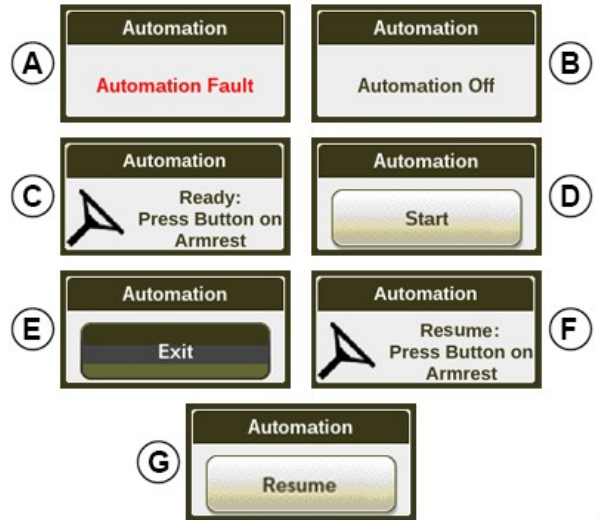 Automation
A
Automation Fault
Automation
Automation Off
B
Automation
C
Ready:
Press Button on
Armrest
Automation
Start
D
Automation
E
Exit
Automation
Resume:
Press Button on
Armrest
F
Automation
G
Resume